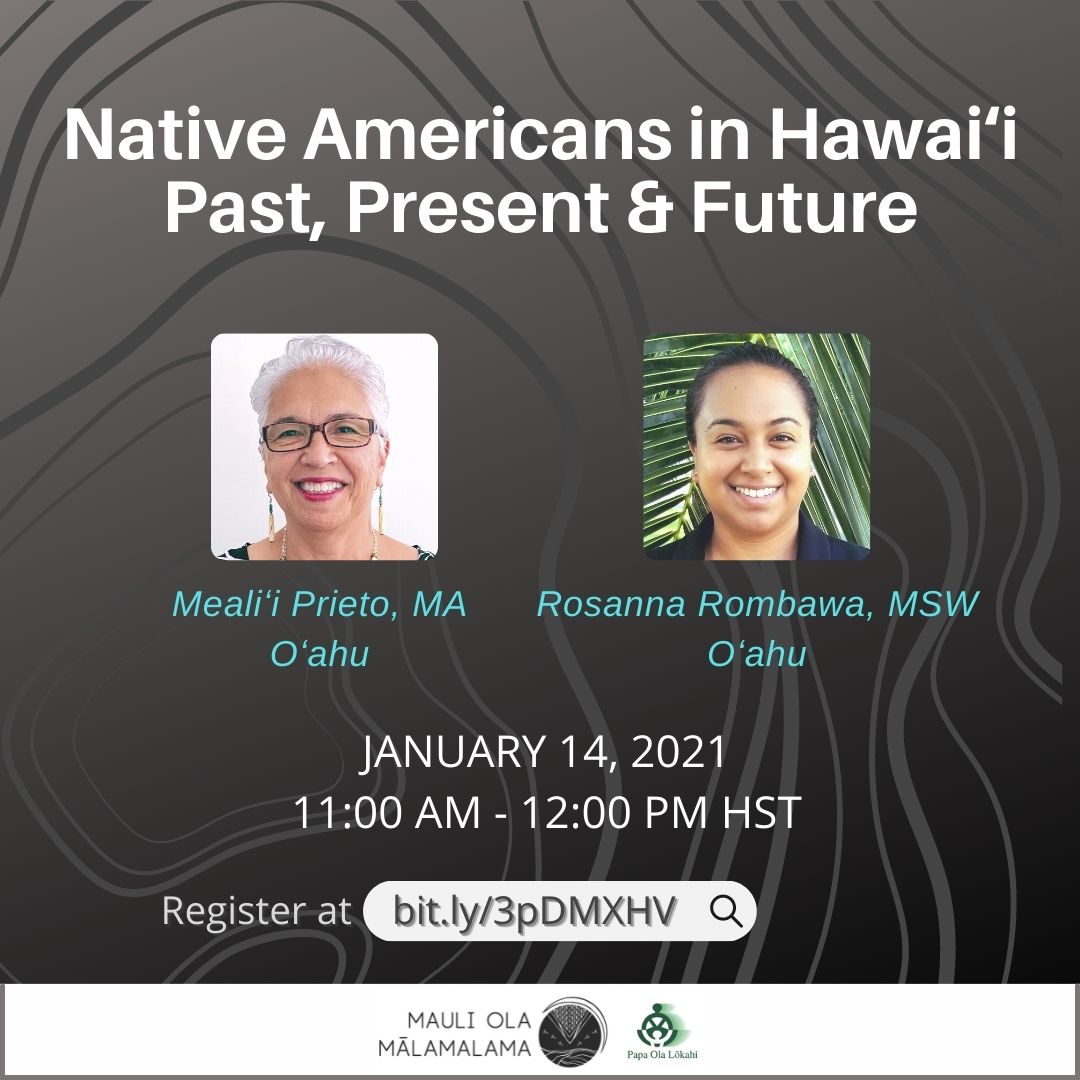 Native Americans in Hawaiʻi
Past, Present & Future
Mealiʻi Prieto, MA
Oʻahu
Rosanna Rombawa, MSW
Oʻahu
JANUARY 14, 2021
11:00 AM - 12:00 PM HST
Register at bit.ly/3pDMXHV
MAULI OLA
MĀLAMALAMA
Papa Ola Lōkahi